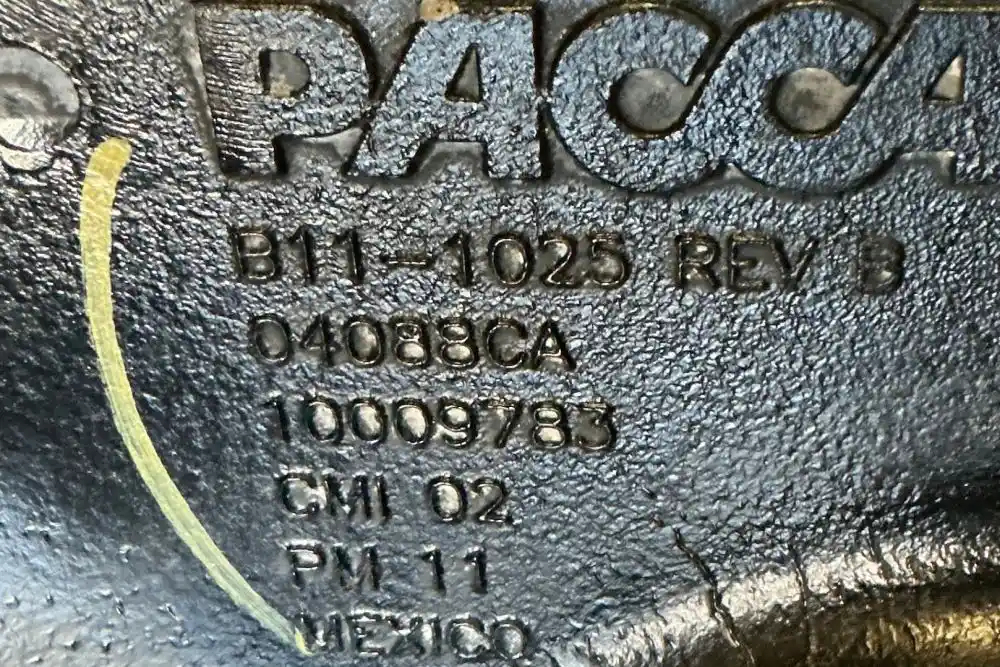 PACCA
B11-1025 REV B
04088CA
10009783
CMI 02
PM 11
MEXICO